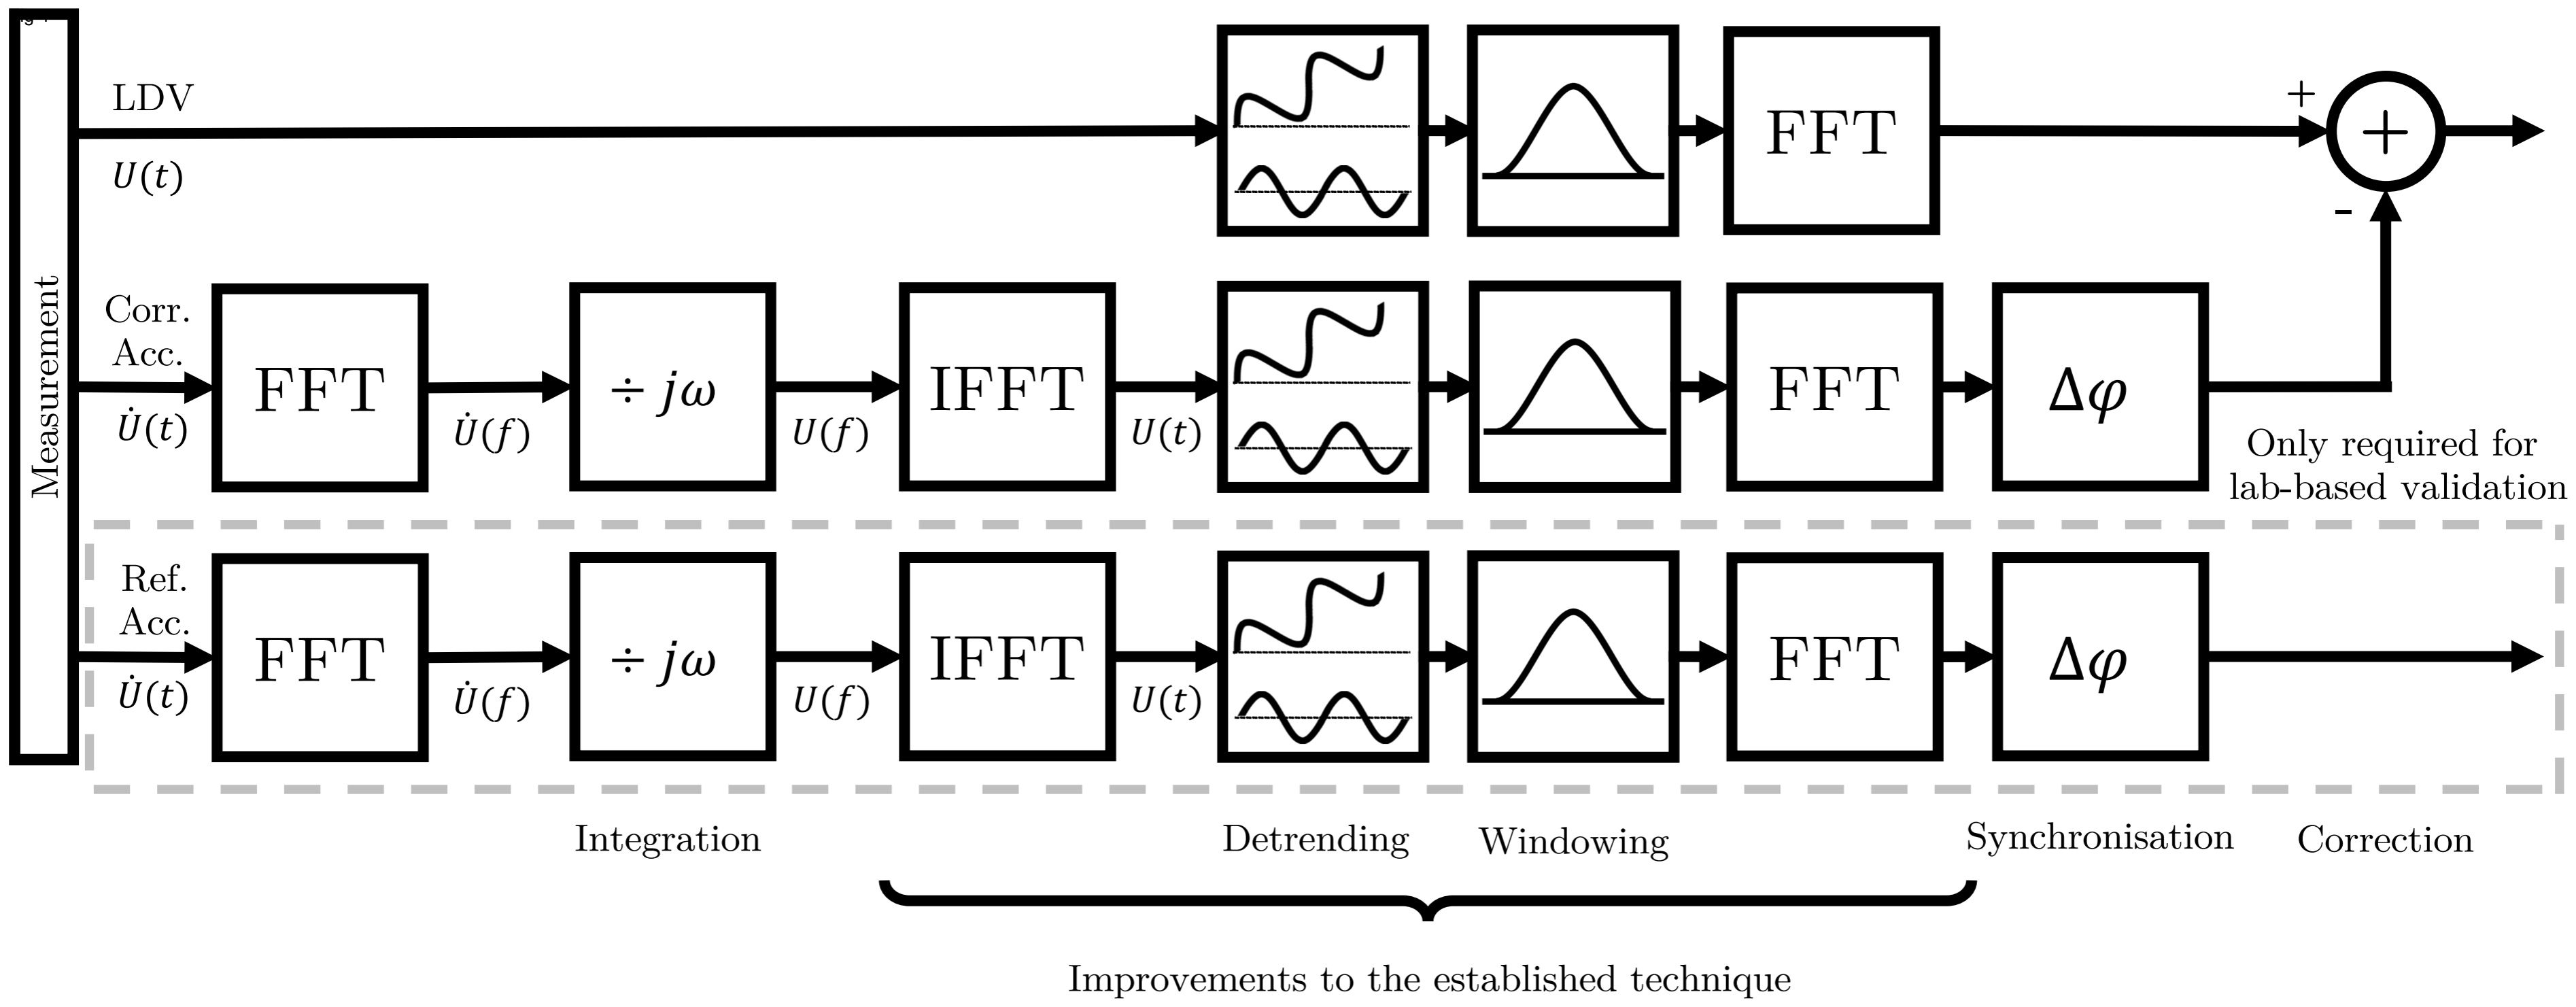 LDV
U(t)
+
+
FFT
-
Measurement
Corr.
Acc.
U̇(t)
FFT
U̇(f)
÷ jω
U(f)
IFFT
U(t)
FFT
Δφ
Only required for
lab-based validation
Ref.
Acc.
U̇(t)
FFT
U̇(f)
÷ jω
U(f)
IFFT
U(t)
FFT
Δφ
Integration
Detrending
Windowing
Synchronisation
Correction
Improvements to the established technique